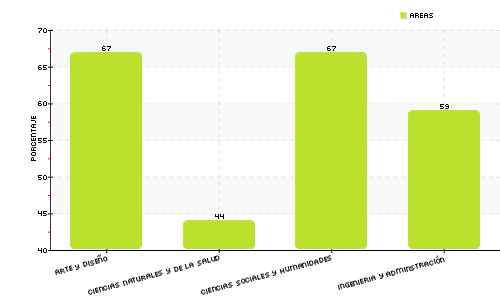 AREAS
70
67
67
65
60
59
55
50
45
44
40
PORCENTAJE
ARTE Y DISEÑO
CIENCIAS NATURALES Y DE LA SALUD
CIENCIAS SOCIALES Y HUMANIDADES
INGENIERIA Y ADMINSTRACIÓN